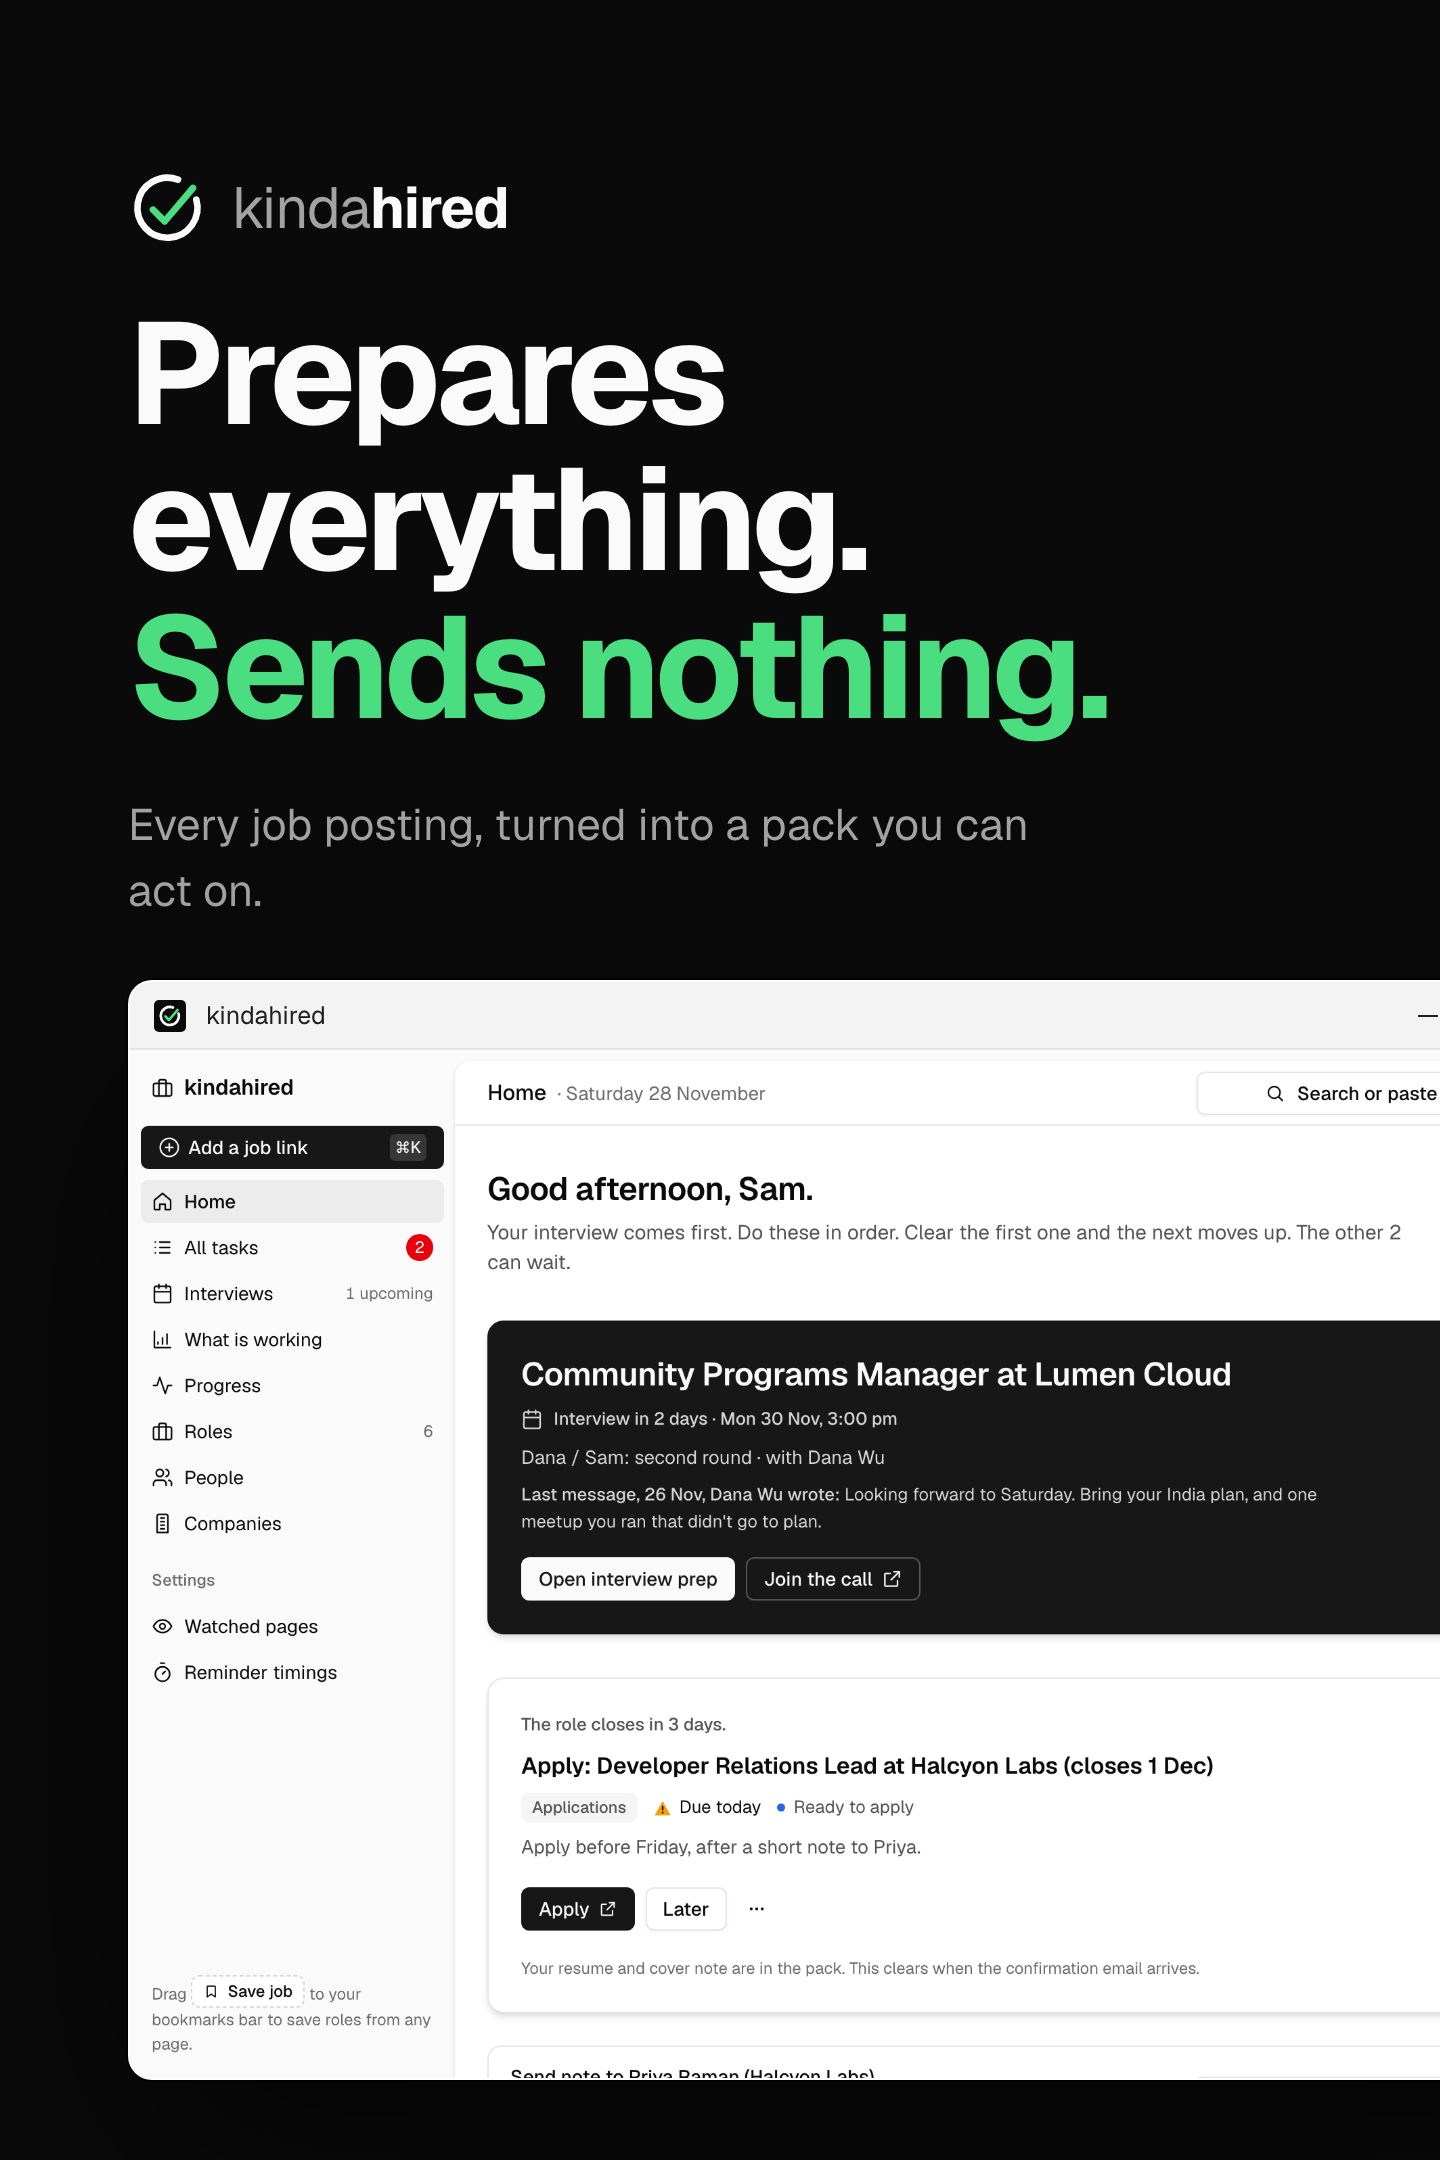 kindahired
Prepares
everything.
Sends nothing.
Every job posting, turned into a pack you can
act on.
kindahired
kindahired
Add a job link ⌘K
Home
All tasks 2
Interviews 1 upcoming
What is working
Progress
Roles 6
People
Companies
Settings
Watched pages
Reminder timings
Drag Save job to your
bookmarks bar to save roles from any
page.
Home · Saturday 28 November
Search or paste
Good afternoon, Sam.
Your interview comes first. Do these in order. Clear the first one and the next moves up. The other 2
can wait.
Community Programs Manager at Lumen Cloud
Interview in 2 days · Mon 30 Nov, 3:00 pm
Dana / Sam: second round · with Dana Wu
Last message, 26 Nov, Dana Wu wrote: Looking forward to Saturday. Bring your India plan, and one
meetup you ran that didn't go to plan.
Open interview prep
Join the call
The role closes in 3 days.
Apply: Developer Relations Lead at Halcyon Labs (closes 1 Dec)
Applications Due today Ready to apply
Apply before Friday, after a short note to Priya.
Apply Later ...
Your resume and cover note are in the pack. This clears when the confirmation email arrives.
Send note to Priya Raman (Halcyon Labs)